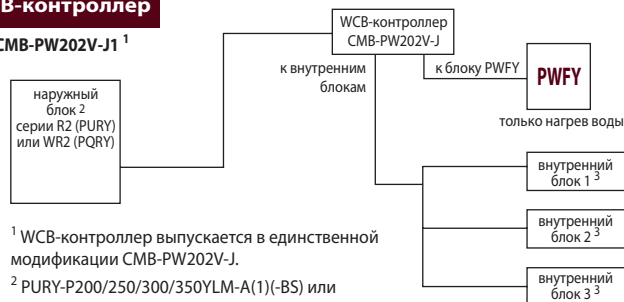 СВ-контроллер
CMB-PW202V-J1 ¹
WCB-контроллер
CMB-PW202V-J
к внутренним
блокам
к блоку PWFY
PWFY
только нагрев воды
наружный
блок ²
серии R2 (PURY)
или WR2 (PQRY)
внутренний
блок 1 ³
внутренний
блок 2 ³
внутренний
блок 3 ³
¹ WCB-контроллер выпускается в единственной
модификации CMB-PW202V-J.
² PURY-P200/250/300/350YLM-A(1)(-BS) или